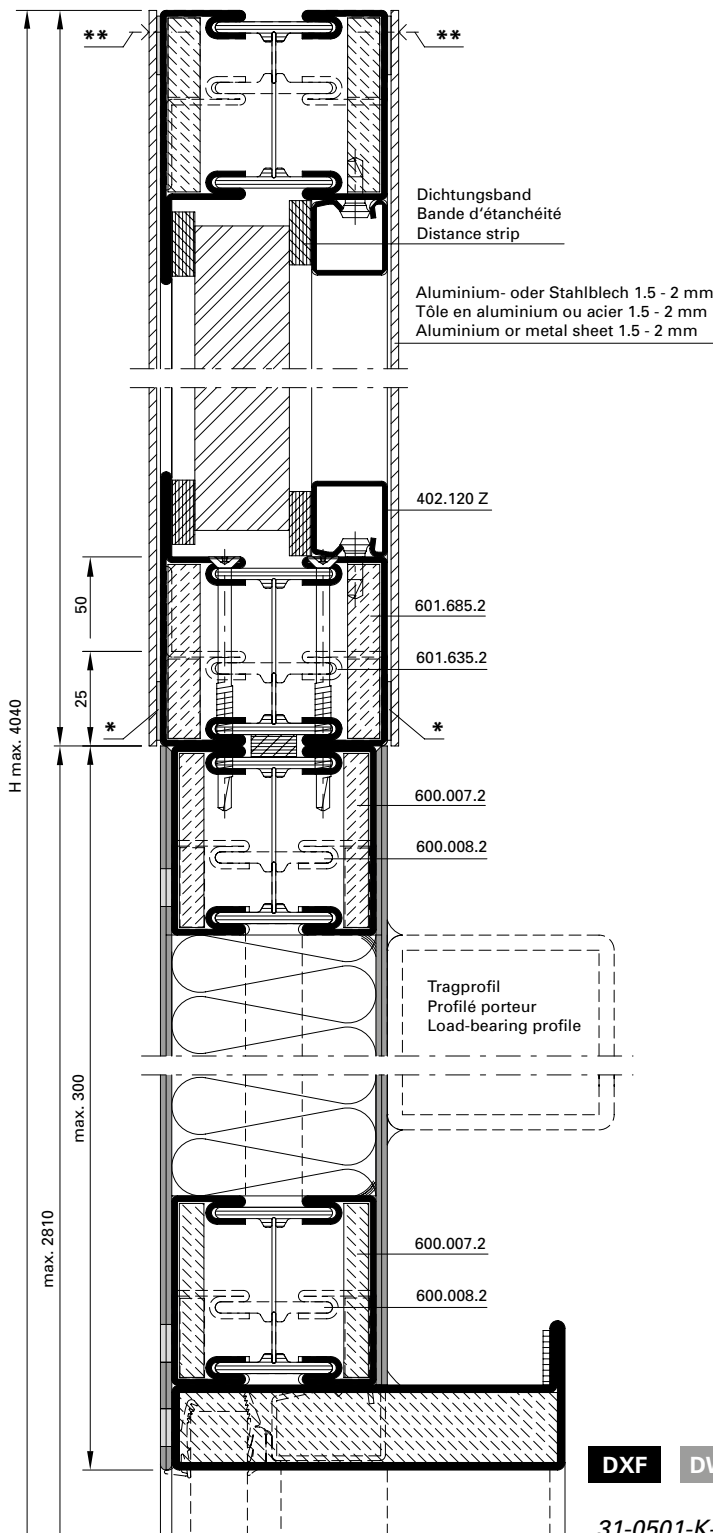 ** **
Dichtungsband
Bande d'étanchéité
Distance strip
Aluminium- oder Stahlblech 1.5 - 2 mm
Tôle en aluminium ou acier 1.5 - 2 mm
Aluminium or metal sheet 1.5 - 2 mm
402.120 Z
50
601.685.2
601.635.2
25
* *
H max. 4040
600.007.2
600.008.2
Tragprofil
Profilé porteur
Load-bearing profile
max. 300
max. 2810
600.007.2
600.008.2
DXF
31-0501-K-